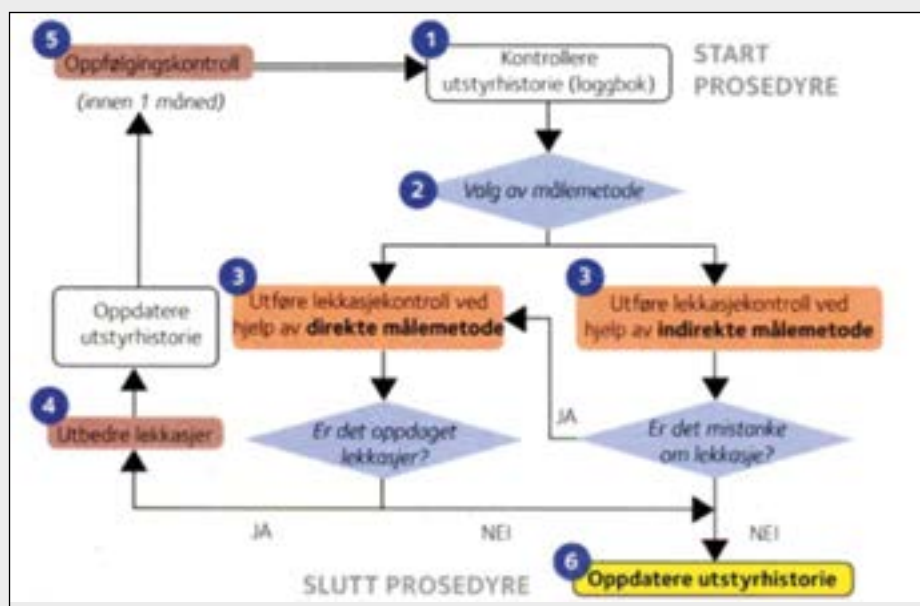 5
Oppfølgingskontroll
(innen 1 måned)
1
Kontrollere
utstyrhistorie (loggbok)
START
PROSEDYRE
2
Valg av målemetode
3
Utføre lekkasjekontroll ved
hjelp av direkte målemetode
3
Utføre lekkasjekontroll ved
hjelp av indirekte målemetode
Oppdatere
utstyrhistorie
4
Utbedre lekkasjer
Er det oppdaget
lekkasjer?
JA
Er det mistanke
om lekkasje?
JA
NEI
NEI
6
Oppdatere utstyrhistorie
SLUTT PROSEDYRE